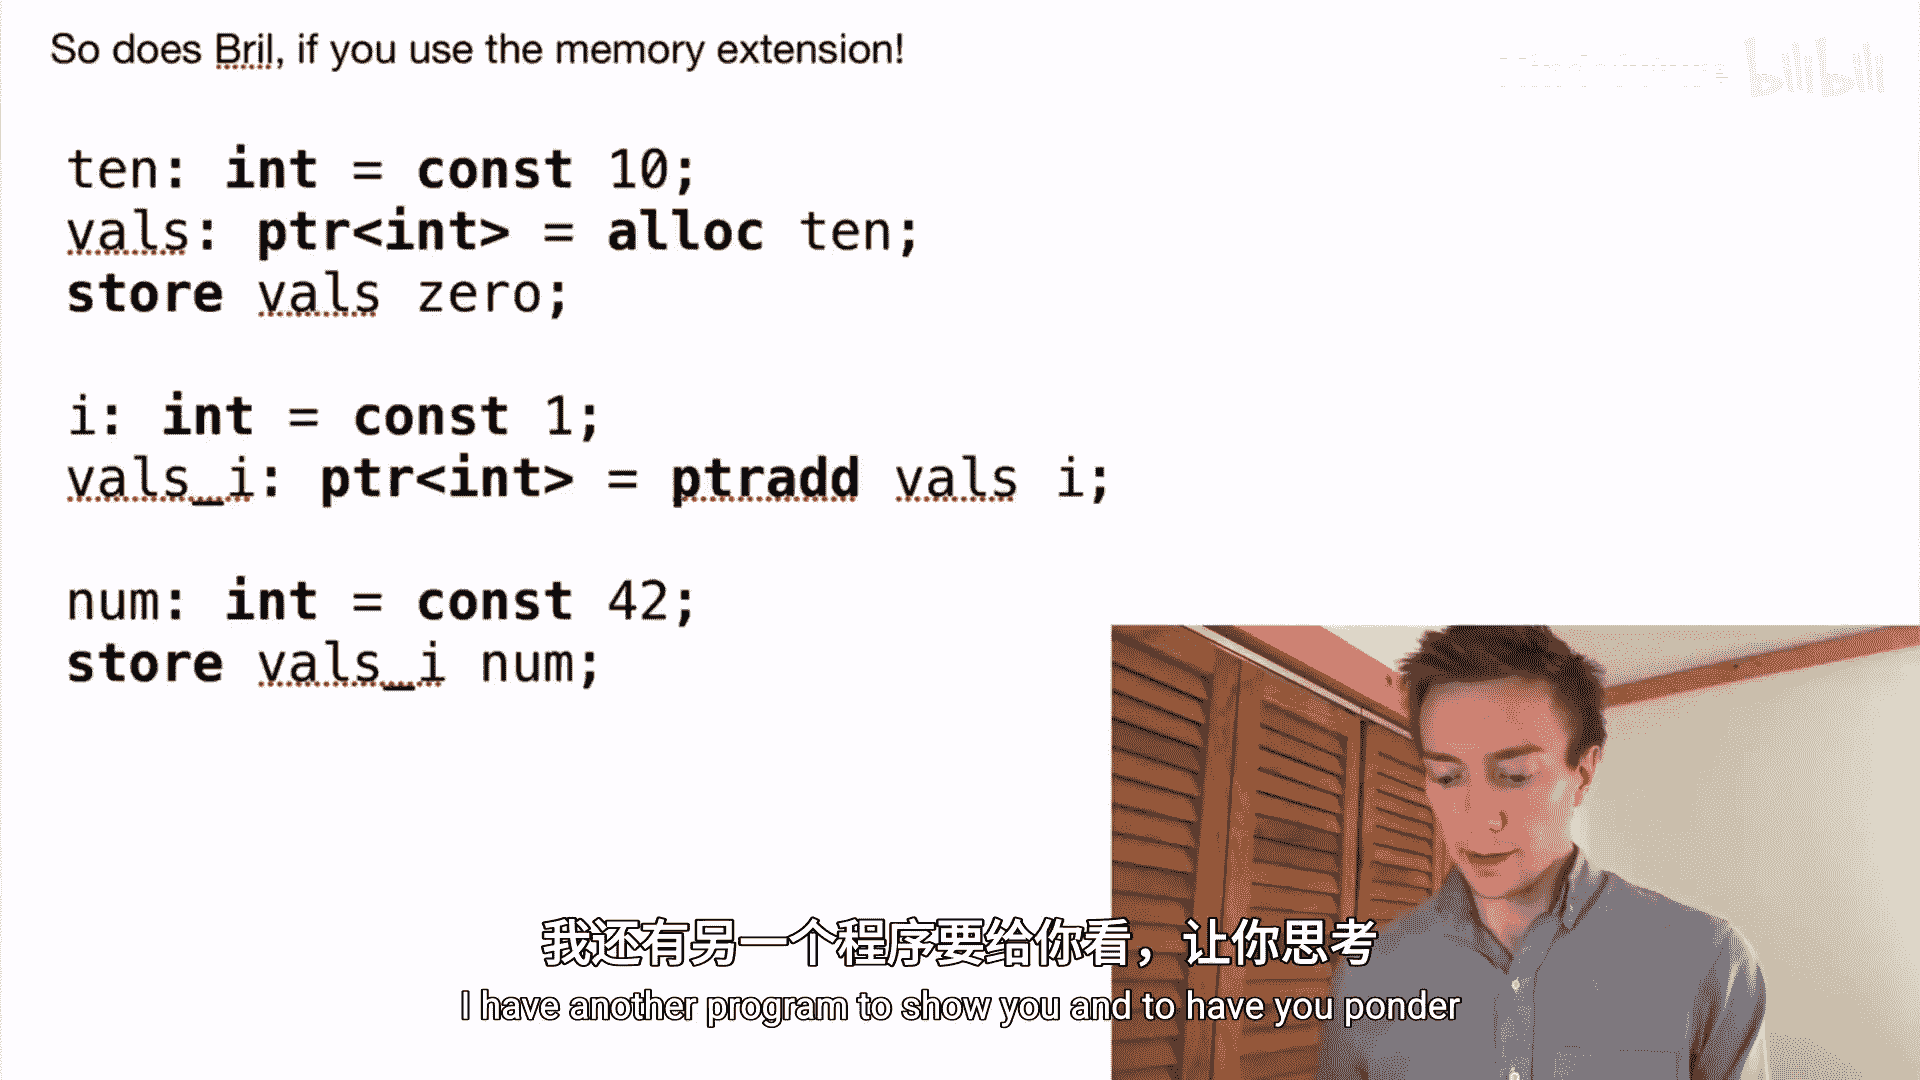 So does Bril, if you use the memory extension!
bilibili
ten: int = const 10;
vals: ptr<int> = alloc ten;
store vals zero;
i: int = const 1;
vals_i: ptr<int> = ptradd vals i;
num: int = const 42;
store vals_i num;
我还有另一个程序要给你看，让你思考
I have another program to show you and to have you ponder